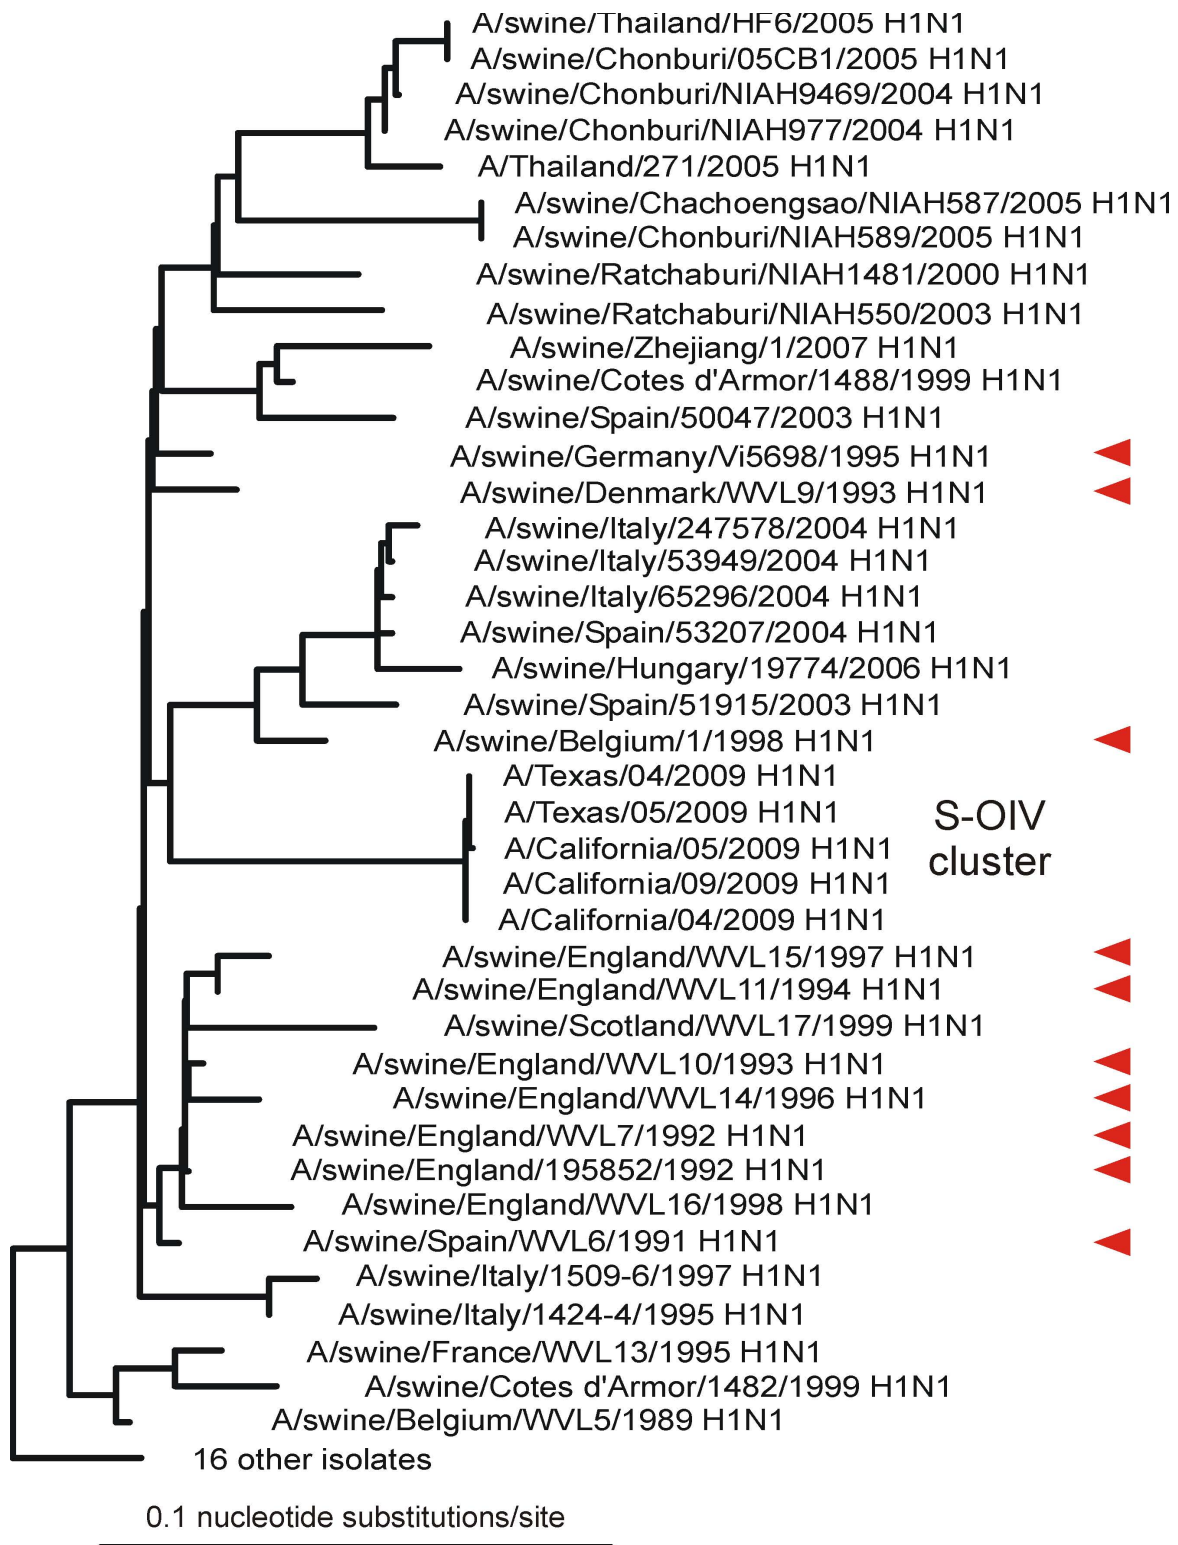 A/swine/Thailand/HF6/2005 H1N1
A/swine/Chonburi/05CB1/2005 H1N1
A/swine/Chonburi/NIAH9469/2004 H1N1
A/swine/Chonburi/NIAH977/2004 H1N1
A/Thailand/271/2005 H1N1
A/swine/Chachoengsao/NIAH587/2005 H1N1
A/swine/Chonburi/NIAH589/2005 H1N1
A/swine/Ratchaburi/NIAH1481/2000 H1N1
A/swine/Ratchaburi/NIAH550/2003 H1N1
A/swine/Zhejiang/1/2007 H1N1
A/swine/Cotes d'Armor/1488/1999 H1N1
A/swine/Spain/50047/2003 H1N1
A/swine/Germany/Vi5698/1995 H1N1
A/swine/Denmark/WVL9/1993 H1N1
A/swine/Italy/247578/2004 H1N1
A/swine/Italy/53949/2004 H1N1
A/swine/Italy/65296/2004 H1N1
A/swine/Spain/53207/2004 H1N1
A/swine/Hungary/19774/2006 H1N1
A/swine/Spain/51915/2003 H1N1
A/swine/Belgium/1/1998 H1N1
A/Texas/04/2009 H1N1
A/Texas/05/2009 H1N1
A/California/05/2009 H1N1
A/California/09/2009 H1N1
A/California/04/2009 H1N1
S-OIV
cluster
A/swine/England/WVL15/1997 H1N1
A/swine/England/WVL11/1994 H1N1
A/swine/Scotland/WVL17/1999 H1N1
A/swine/England/WVL10/1993 H1N1
A/swine/England/WVL14/1996 H1N1
A/swine/England/WVL7/1992 H1N1
A/swine/England/195852/1992 H1N1
A/swine/England/WVL16/1998 H1N1
A/swine/Spain/WVL6/1991 H1N1
A/swine/Italy/1509-6/1997 H1N1
A/swine/Italy/1424-4/1995 H1N1
A/swine/France/WVL13/1995 H1N1
A/swine/Cotes d'Armor/1482/1999 H1N1
A/swine/Belgium/WVL5/1989 H1N1
16 other isolates
0.1 nucleotide substitutions/site